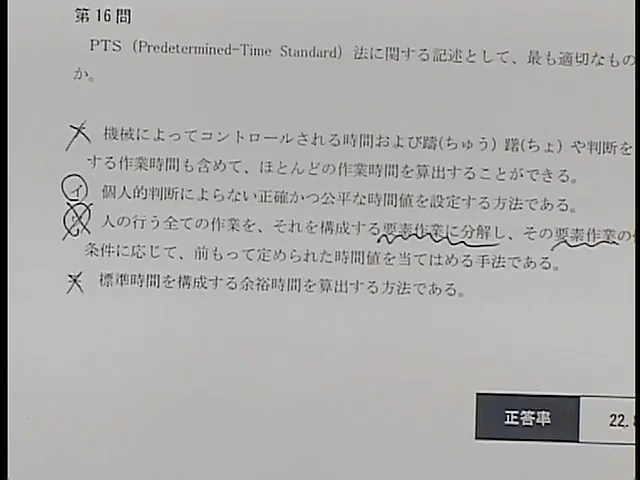 第16問
PTS（Predetermined-Time Standard）法に関する記述として、最も適切なもの
か。
機械によってコントロールされる時間および躊(ちゅう)躇(ちょ)や判断を
する作業時間も含めて、ほとんどの作業時間を算出することができる。
イ 個人的判断によらない正確かつ公平な時間値を設定する方法である。
人の行う全ての作業を、それを構成する要素作業に分解し、その要素作業の
条件に応じて、前もって定められた時間値を当てはめる手法である。
標準時間を構成する余裕時間を算出する方法である。
正答率 22.